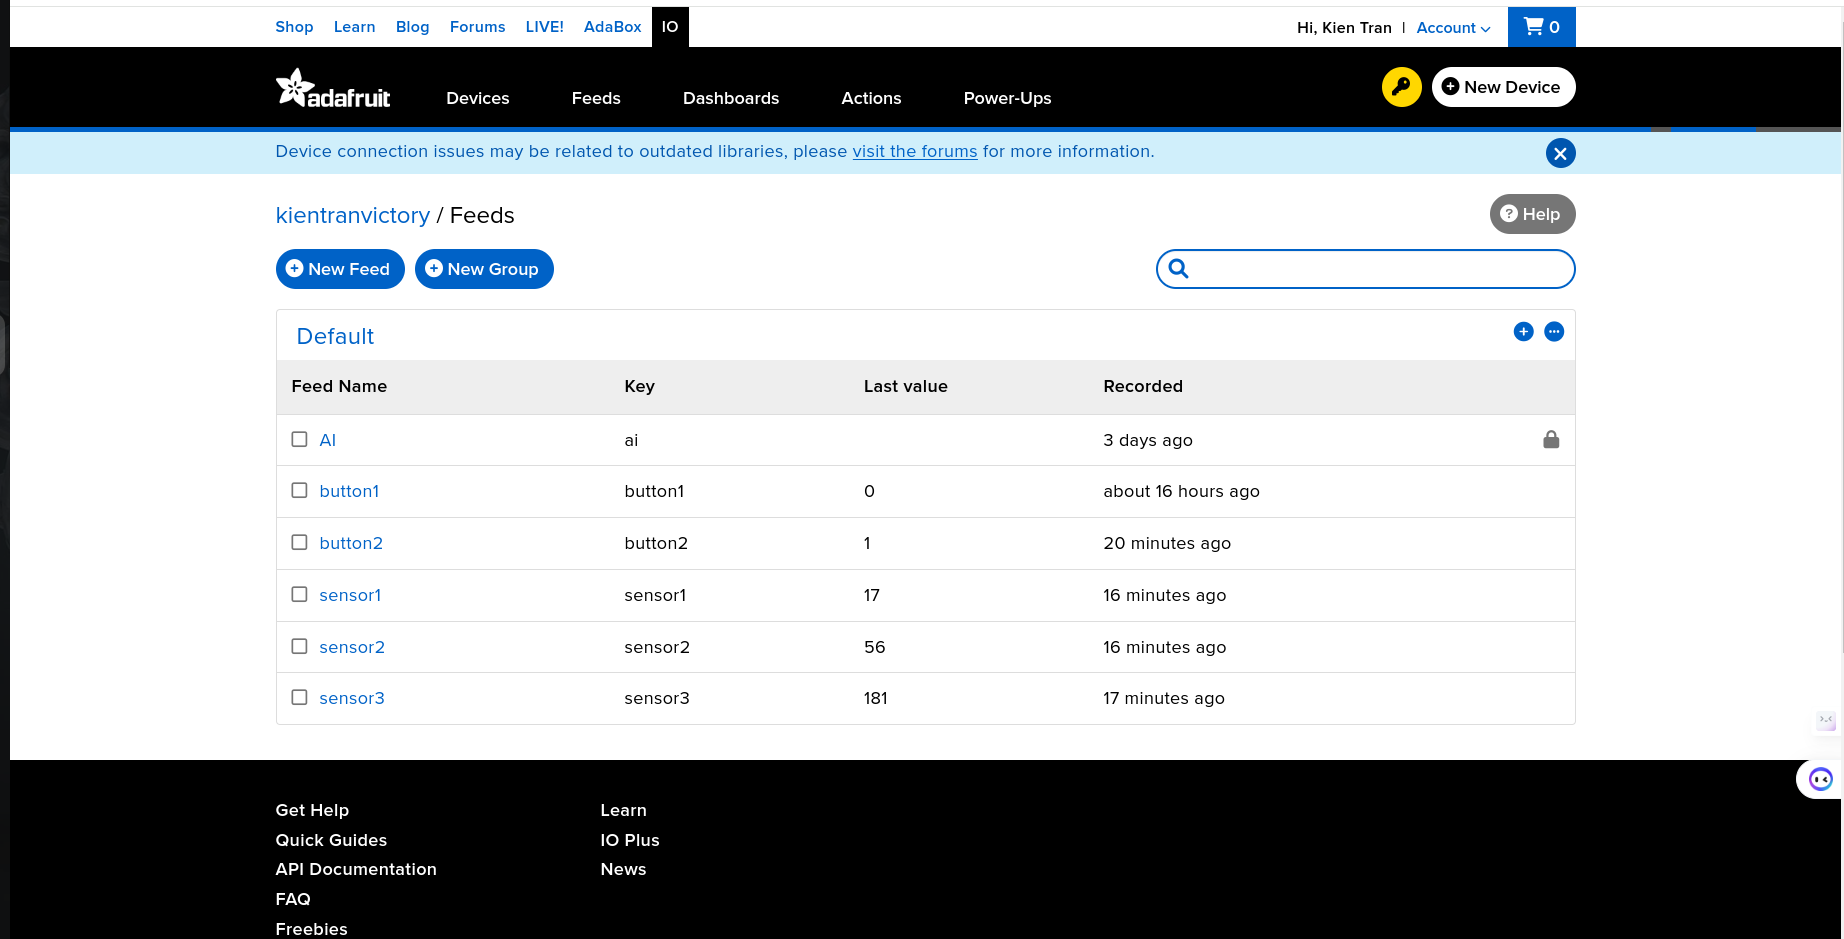 Shop Learn Blog Forums LIVE! AdaBox IO Hi, Kien Tran | Account 0
adafruit Devices Feeds Dashboards Actions Power-Ups New Device
Device connection issues may be related to outdated libraries, please visit the forums for more information.
kientranvictory / Feeds Help
New Feed New Group
Default
Feed Name Key Last value Recorded
AI ai 3 days ago
button1 button1 0 about 16 hours ago
button2 button2 1 20 minutes ago
sensor1 sensor1 17 16 minutes ago
sensor2 sensor2 56 16 minutes ago
sensor3 sensor3 181 17 minutes ago
Get Help Learn
Quick Guides IO Plus
API Documentation News
FAQ
Freebies